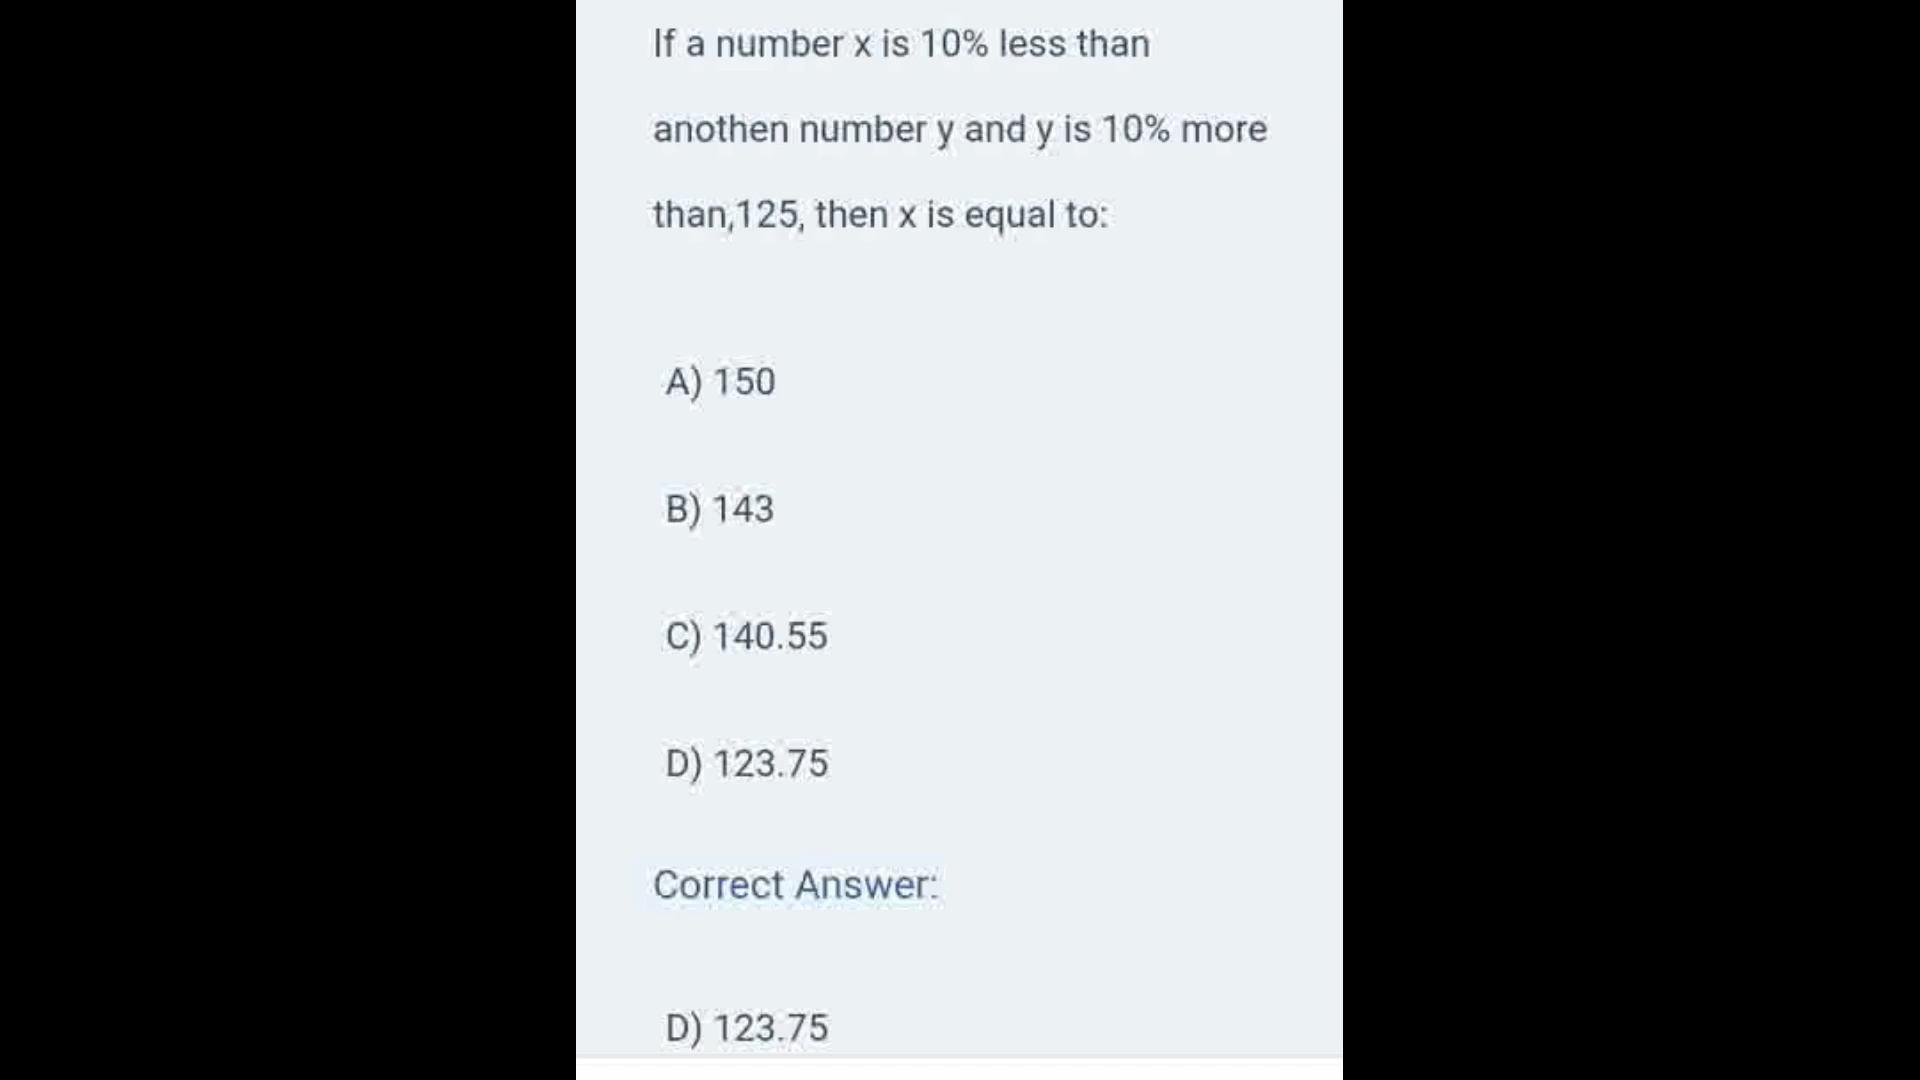 If a number x is 10% less than
anothen number y and y is 10% more
than,125, then x is equal to:
A) 150
B) 143
C) 140.55
D) 123.75
Correct Answer:
D) 123.75